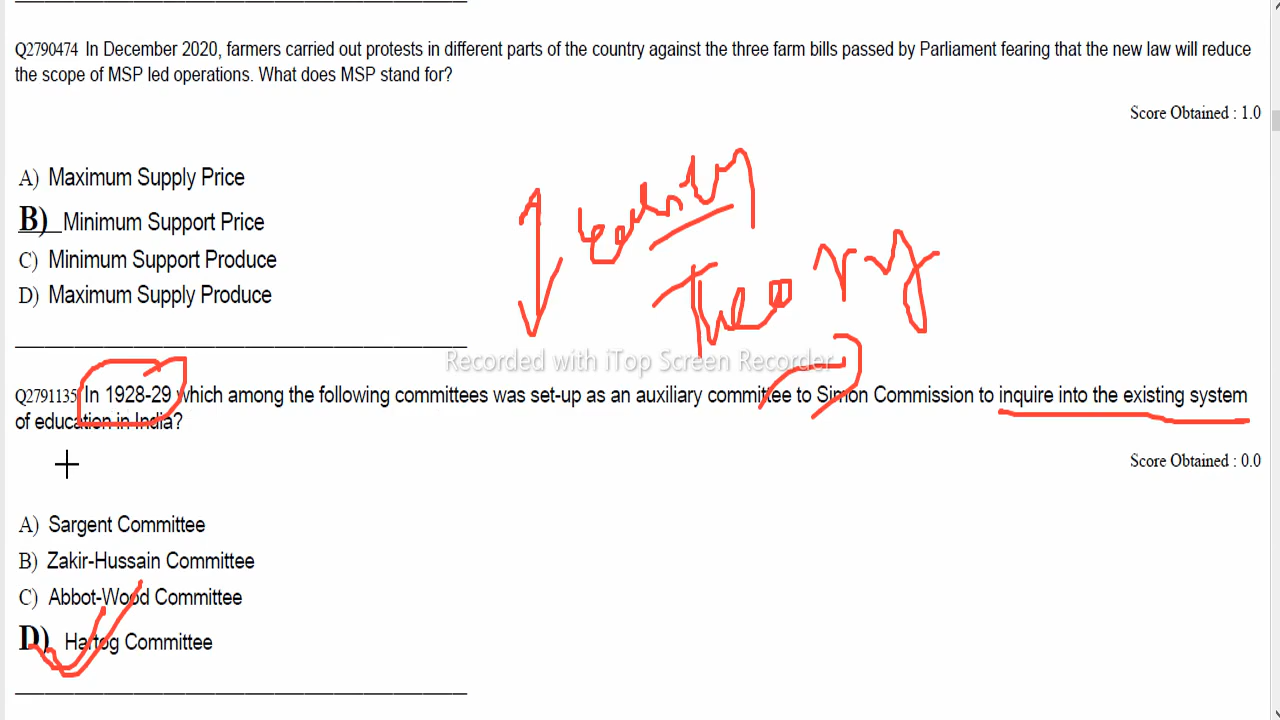 Q2790474 In December 2020, farmers carried out protests in different parts of the country against the three farm bills passed by Parliament fearing that the new law will reduce
the scope of MSP led operations. What does MSP stand for?
Score Obtained : 1.0
A) Maximum Supply Price
B) Minimum Support Price
C) Minimum Support Produce
D) Maximum Supply Produce
Theory
Recorded with iTop Screen Recorder
Q2791135 In 1928-29 which among the following committees was set-up as an auxiliary committee to Simon Commission to inquire into the existing system
of education in India?
Score Obtained : 0.0
A) Sargent Committee
B) Zakir-Hussain Committee
C) Abbot-Wood Committee
D) Hartog Committee